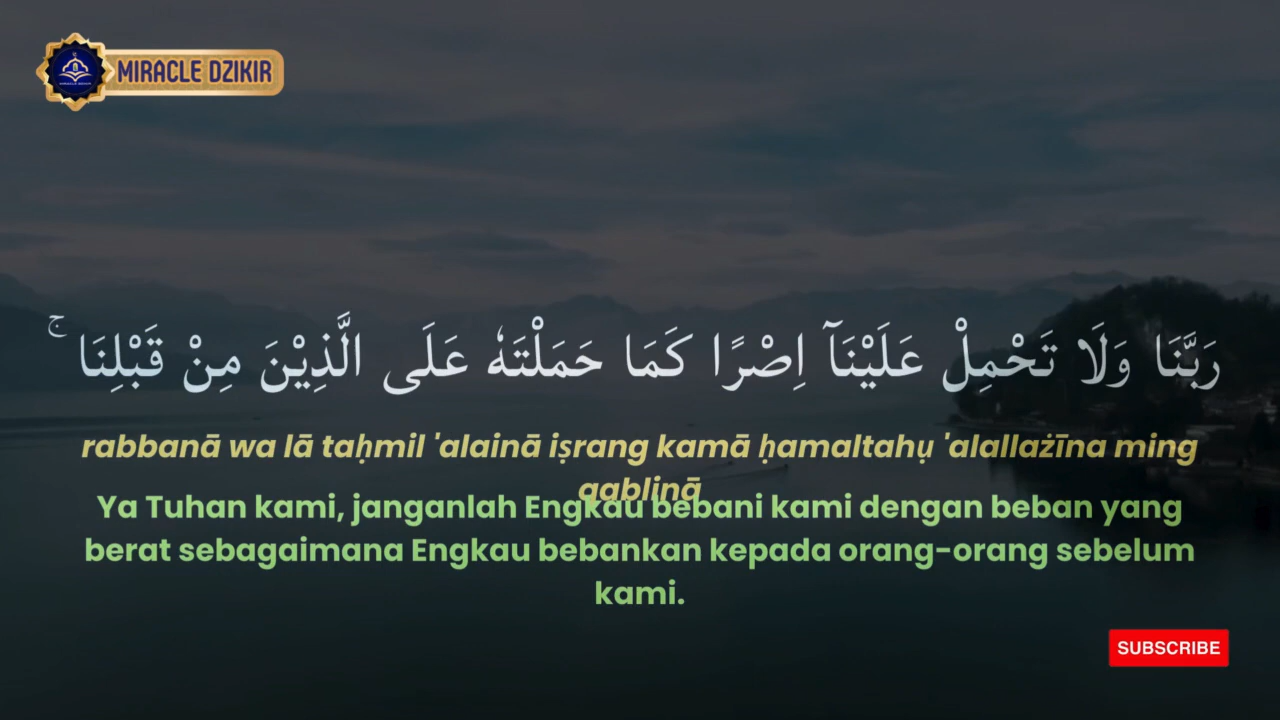 MIRACLE DZIKIR
رَبَّنَا وَلَا تَحْمِلْ عَلَيْنَآ اِصْرًا كَمَا حَمَلْتَهٗ عَلَى الَّذِيْنَ مِنْ قَبْلِنَا ۚ
rabbanā wa lā taḥmil 'alainā iṣrang kamā ḥamaltahụ 'alallażīna ming
qablinā
Ya Tuhan kami, janganlah Engkau bebani kami dengan beban yang
berat sebagaimana Engkau bebankan kepada orang-orang sebelum
kami.
SUBSCRIBE